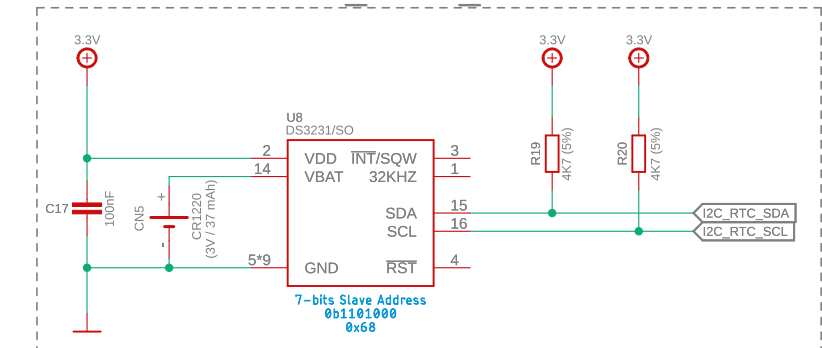 3.3V
3.3V
3.3V
U8
DS3231/SO
2
VDD
INT/SQW
3
14
VBAT
32KHZ
1
C17
100nF
CN5
+
-
CR1220
(3V / 37 mAh)
R19
4K7 (5%)
R20
4K7 (5%)
SDA
15
I2C_RTC_SDA
SCL
16
I2C_RTC_SCL
5*9
GND
RST
4
7-bits Slave Address
0b1101000
0x68